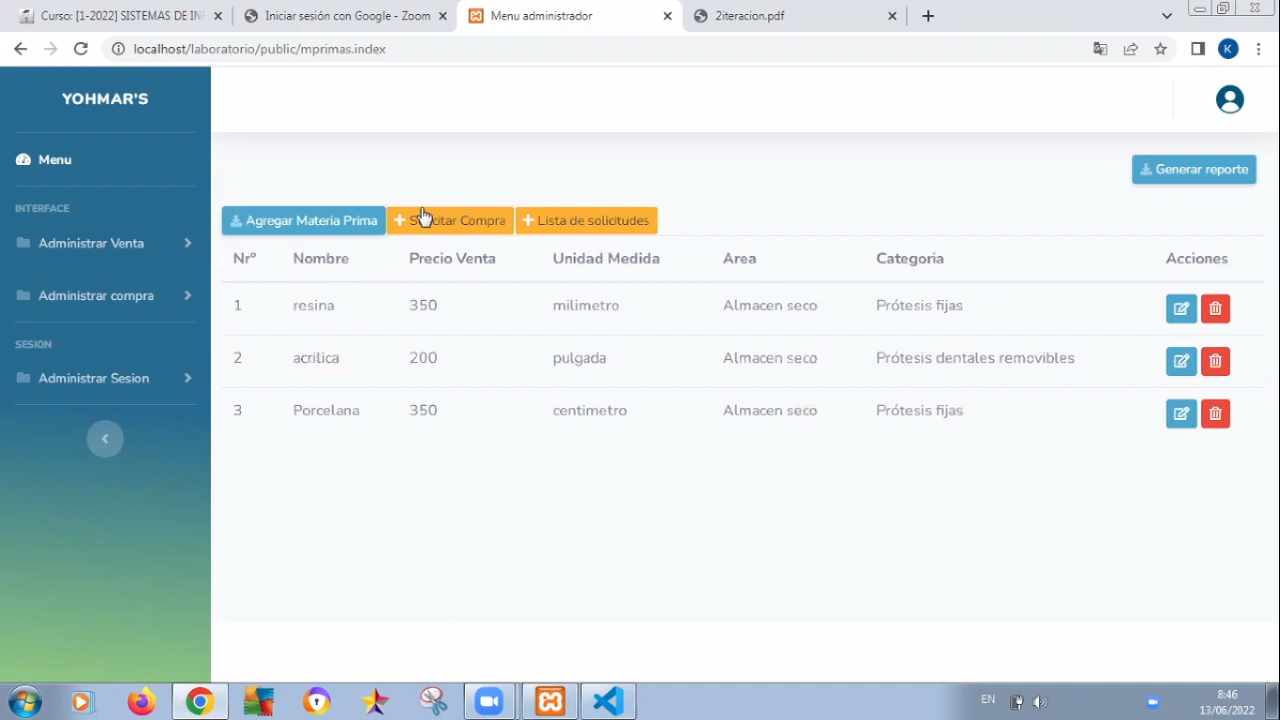 Curso: [1-2022] SISTEMAS DE INF
Iniciar sesión con Google - Zoom
Menu administrador
2iteracion.pdf
localhost/laboratorio/public/mprimas.index
K
YOHMAR'S
Menu
INTERFACE
Administrar Venta
Administrar compra
SESION
Administrar Sesion
Generar reporte
Agregar Materia Prima
Solicitar Compra
Lista de solicitudes
Nr° Nombre Precio Venta Unidad Medida Area Categoria Acciones
1 resina 350 milimetro Almacen seco Prótesis fijas
2 acrilica 200 pulgada Almacen seco Prótesis dentales removibles
3 Porcelana 350 centimetro Almacen seco Prótesis fijas
EN
8:46
13/06/2022